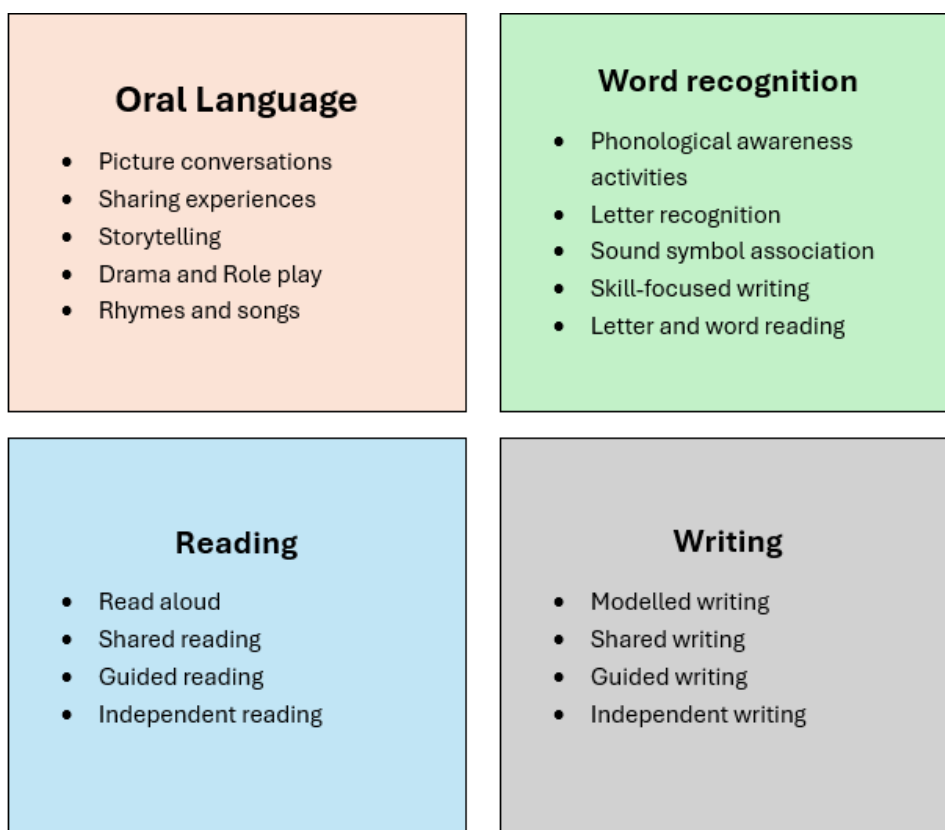 Oral Language
• Picture conversations
• Sharing experiences
• Storytelling
• Drama and Role play
• Rhymes and songs
Word recognition
• Phonological awareness
activities
• Letter recognition
• Sound symbol association
• Skill-focused writing
• Letter and word reading
Reading
• Read aloud
• Shared reading
• Guided reading
• Independent reading
Writing
• Modelled writing
• Shared writing
• Guided writing
• Independent writing